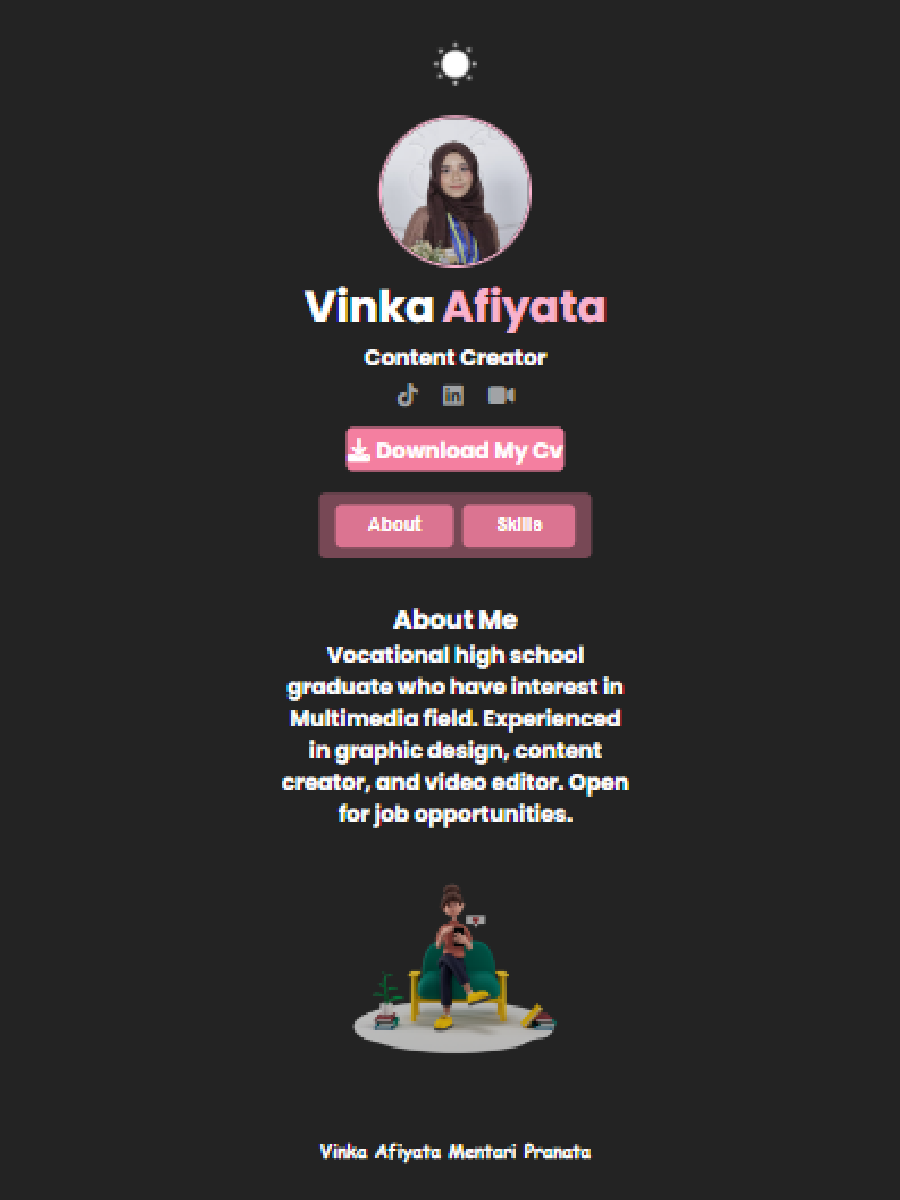 Vinka Afiyata
Content Creator
Download My Cv
About
Skills
About Me
Vocational high school
graduate who have interest in
Multimedia field. Experienced
in graphic design, content
creator, and video editor. Open
for job opportunities.
Vinka Afiyata Mentari Pranata